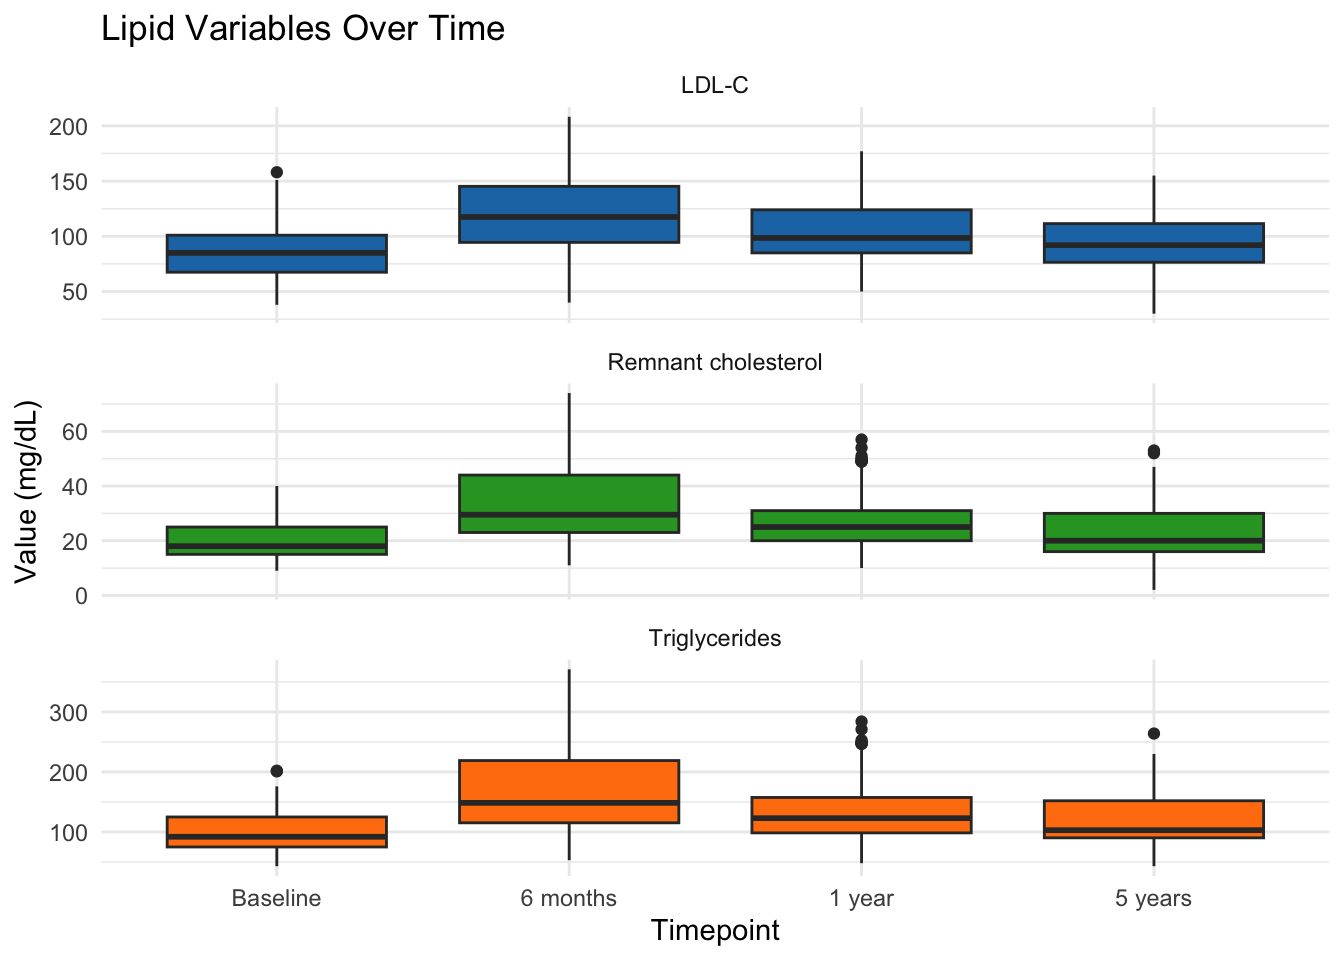 Lipid Variables Over Time
LDL-C
200
150
100
50
Remnant cholesterol
60
40
20
0
Triglycerides
300
200
100
Value (mg/dL)
Baseline 6 months 1 year 5 years
Timepoint